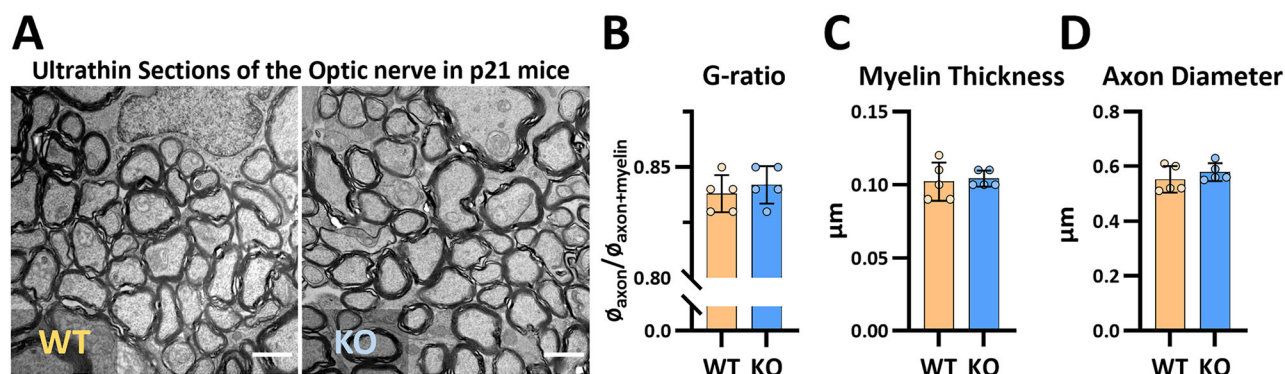 A
Ultrathin Sections of the Optic nerve in p21 mice
WT
KO
B
G-ratio
ø axon/ ø axon+myelin
0.85
0.80
0.0
WT KO
C
Myelin Thickness
µm
0.15
0.10
0.05
0.00
WT KO
D
Axon Diameter
µm
0.8
0.6
0.4
0.2
0.0
WT KO